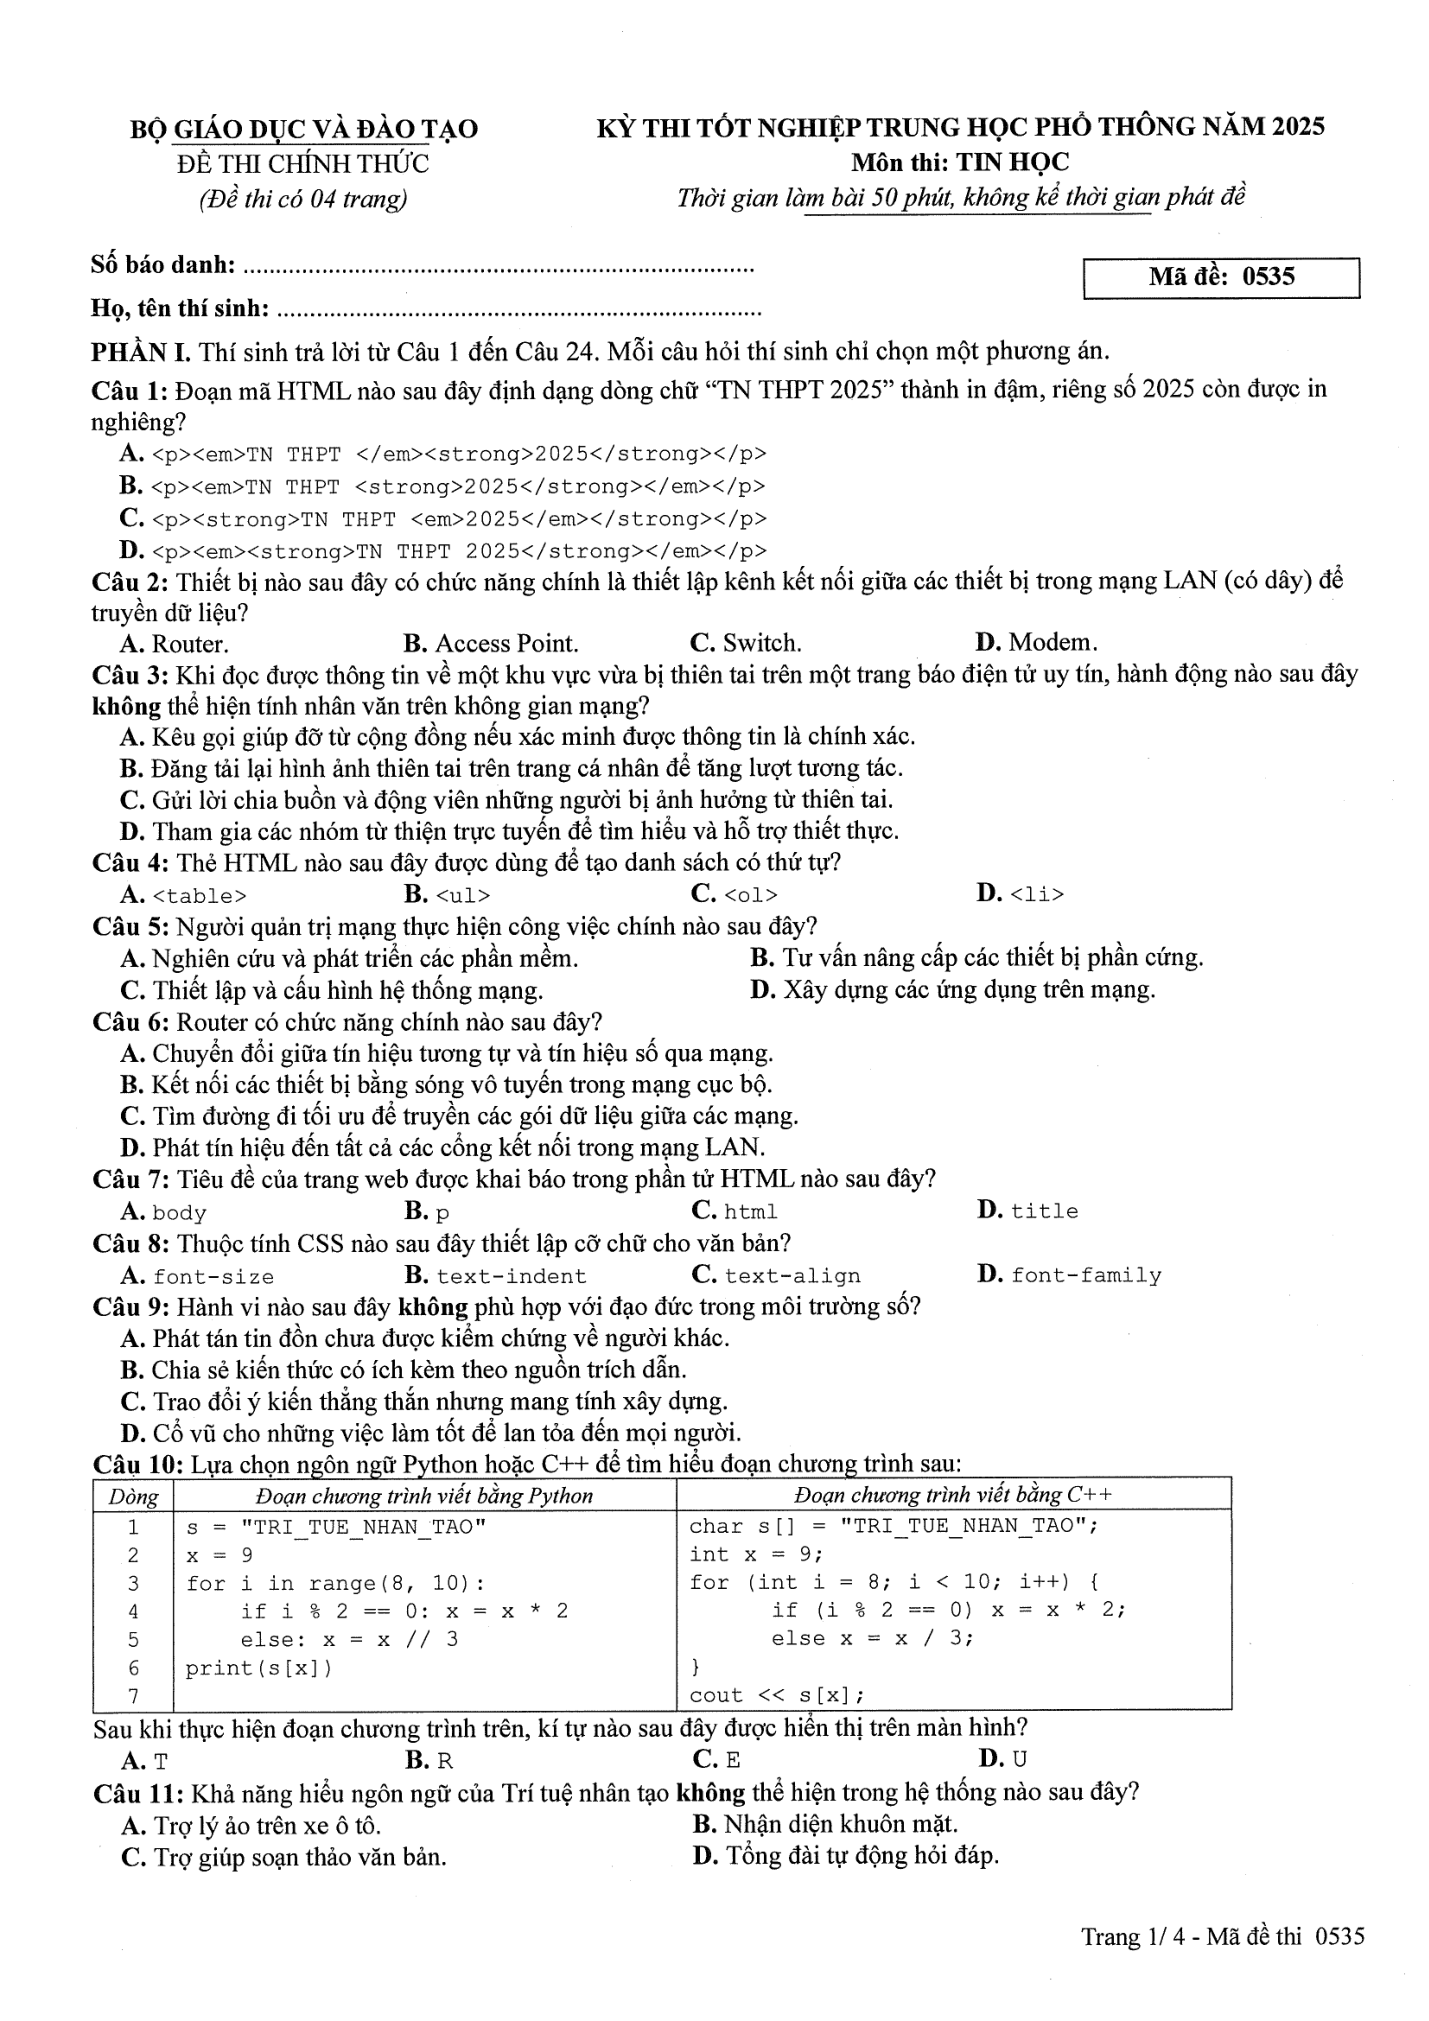 BỘ GIÁO DỤC VÀ ĐÀO TẠO
ĐỀ THI CHÍNH THỨC
(Đề thi có 04 trang)
KỲ THI TỐT NGHIỆP TRUNG HỌC PHỔ THÔNG NĂM 2025
Môn thi: TIN HỌC
Thời gian làm bài 50 phút, không kể thời gian phát đề
Số báo danh: ..............................................................................
Mã đề: 0535
Họ, tên thí sinh: ..........................................................................
PHẦN I. Thí sinh trả lời từ Câu 1 đến Câu 24. Mỗi câu hỏi thí sinh chỉ chọn một phương án.
Câu 1: Đoạn mã HTML nào sau đây định dạng dòng chữ “TN THPT 2025” thành in đậm, riêng số 2025 còn được in
nghiêng?
A. <p><em>TN THPT </em><strong>2025</strong></p>
B. <p><em>TN THPT <strong>2025</strong></em></p>
C. <p><strong>TN THPT <em>2025</em></strong></p>
D. <p><em><strong>TN THPT 2025</strong></em></p>
Câu 2: Thiết bị nào sau đây có chức năng chính là thiết lập kênh kết nối giữa các thiết bị trong mạng LAN (có dây) để
truyền dữ liệu?
A. Router. B. Access Point. C. Switch. D. Modem.
Câu 3: Khi đọc được thông tin về một khu vực vừa bị thiên tai trên một trang báo điện tử uy tín, hành động nào sau đây
không thể hiện tính nhân văn trên không gian mạng?
A. Kêu gọi giúp đỡ từ cộng đồng nếu xác minh được thông tin là chính xác.
B. Đăng tải lại hình ảnh thiên tai trên trang cá nhân để tăng lượt tương tác.
C. Gửi lời chia buồn và động viên những người bị ảnh hưởng từ thiên tai.
D. Tham gia các nhóm từ thiện trực tuyến để tìm hiểu và hỗ trợ thiết thực.
Câu 4: Thẻ HTML nào sau đây được dùng để tạo danh sách có thứ tự?
A. <table> B. <ul> C. <ol> D. <li>
Câu 5: Người quản trị mạng thực hiện công việc chính nào sau đây?
A. Nghiên cứu và phát triển các phần mềm. B. Tư vấn nâng cấp các thiết bị phần cứng.
C. Thiết lập và cấu hình hệ thống mạng. D. Xây dựng các ứng dụng trên mạng.
Câu 6: Router có chức năng chính nào sau đây?
A. Chuyển đổi giữa tín hiệu tương tự và tín hiệu số qua mạng.
B. Kết nối các thiết bị bằng sóng vô tuyến trong mạng cục bộ.
C. Tìm đường đi tối ưu để truyền các gói dữ liệu giữa các mạng.
D. Phát tín hiệu đến tất cả các cổng kết nối trong mạng LAN.
Câu 7: Tiêu đề của trang web được khai báo trong phần tử HTML nào sau đây?
A. body B. p C. html D. title
Câu 8: Thuộc tính CSS nào sau đây thiết lập cỡ chữ cho văn bản?
A. font-size B. text-indent C. text-align D. font-family
Câu 9: Hành vi nào sau đây không phù hợp với đạo đức trong môi trường số?
A. Phát tán tin đồn chưa được kiểm chứng về người khác.
B. Chia sẻ kiến thức có ích kèm theo nguồn trích dẫn.
C. Trao đổi ý kiến thẳng thắn nhưng mang tính xây dựng.
D. Cổ vũ cho những việc làm tốt để lan tỏa đến mọi người.
Câu 10: Lựa chọn ngôn ngữ Python hoặc C++ để tìm hiểu đoạn chương trình sau:
Dòng Đoạn chương trình viết bằng Python Đoạn chương trình viết bằng C++
1 s = "TRI_TUE_NHAN_TAO" char s[] = "TRI_TUE_NHAN_TAO";
2 x = 9 int x = 9;
3 for i in range(8, 10): for (int i = 8; i < 10; i++) {
4 if i % 2 == 0: x = x * 2 if (i % 2 == 0) x = x * 2;
5 else: x = x // 3 else x = x / 3;
6 print(s[x]) }
7 cout << s[x];
Sau khi thực hiện đoạn chương trình trên, kí tự nào sau đây được hiển thị trên màn hình?
A. T B. R C. E D. U
Câu 11: Khả năng hiểu ngôn ngữ của Trí tuệ nhân tạo không thể hiện trong hệ thống nào sau đây?
A. Trợ lý ảo trên xe ô tô. B. Nhận diện khuôn mặt.
C. Trợ giúp soạn thảo văn bản. D. Tổng đài tự động hỏi đáp.
Trang 1/ 4 - Mã đề thi 0535